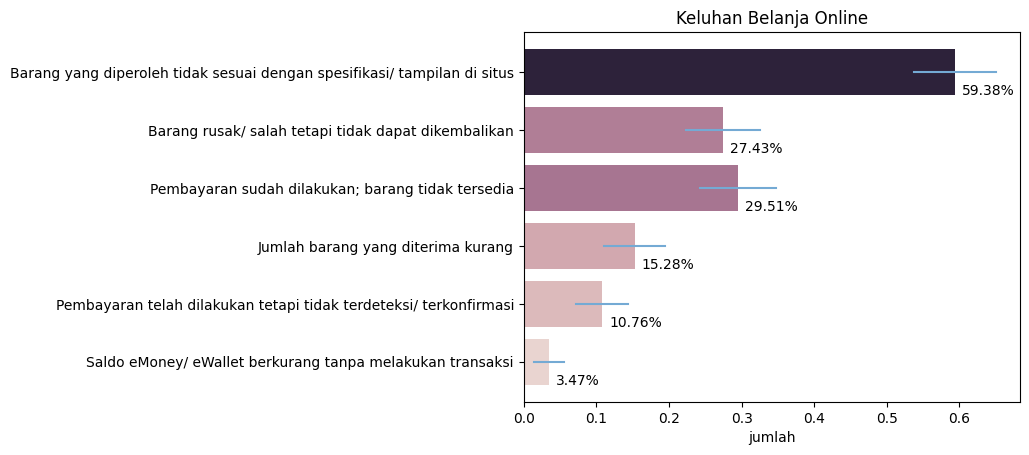 Keluhan Belanja Online
Barang yang diperoleh tidak sesuai dengan spesifikasi/ tampilan di situs
59.38%
Barang rusak/ salah tetapi tidak dapat dikembalikan
27.43%
Pembayaran sudah dilakukan; barang tidak tersedia
29.51%
Jumlah barang yang diterima kurang
15.28%
Pembayaran telah dilakukan tetapi tidak terdeteksi/ terkonfirmasi
10.76%
Saldo eMoney/ eWallet berkurang tanpa melakukan transaksi
3.47%
0.0 0.1 0.2 0.3 0.4 0.5 0.6
jumlah